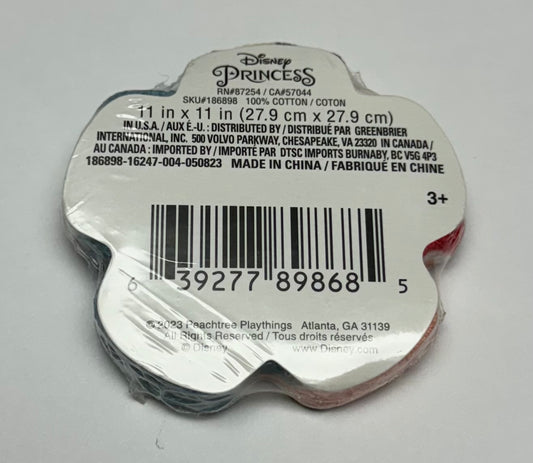 Disney
PRINCESS
RN#87254 / CA#57044
SKU#186898 100% COTTON / COTON
11 in x 11 in (27.9 cm x 27.9 cm)
IN U.S.A. / AUX É.-U. : DISTRIBUTED BY / DISTRIBUÉ PAR GREENBRIER
INTERNATIONAL, INC. 500 VOLVO PARKWAY, CHESAPEAKE, VA 23320 IN CANADA /
AU CANADA : IMPORTED BY / IMPORTÉ PAR DTSC IMPORTS BURNABY, BC V5G 4P3
186898-16247-004-050823 MADE IN CHINA / FABRIQUÉ EN CHINE
3+
6 39277 89868 5
© 2023 Peachtree Playthings Atlanta, GA 31139
All Rights Reserved / Tous droits réservés
© Disney www.Disney.com